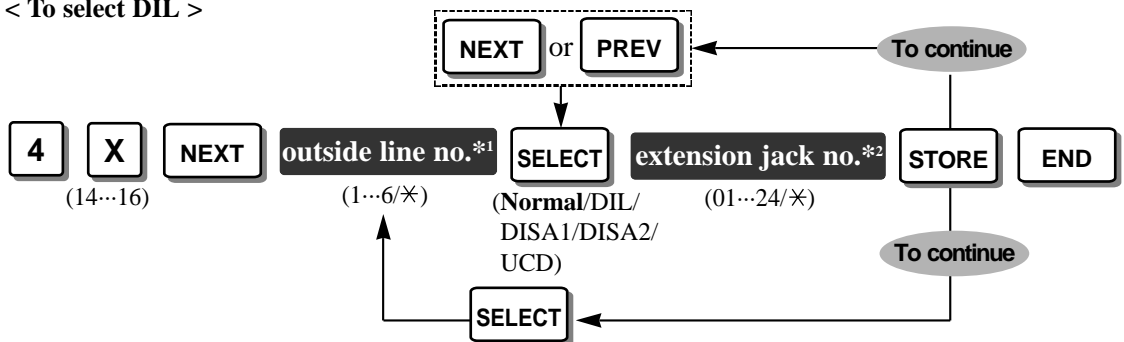 < To select DIL >
NEXT or PREV
To continue
4 X NEXT outside line no.*1 SELECT extension jack no.*2 STORE END
(14···16) (1···6/✳) (Normal/DIL/ (01···24/✳)
DISA1/DISA2/
UCD)
To continue
SELECT